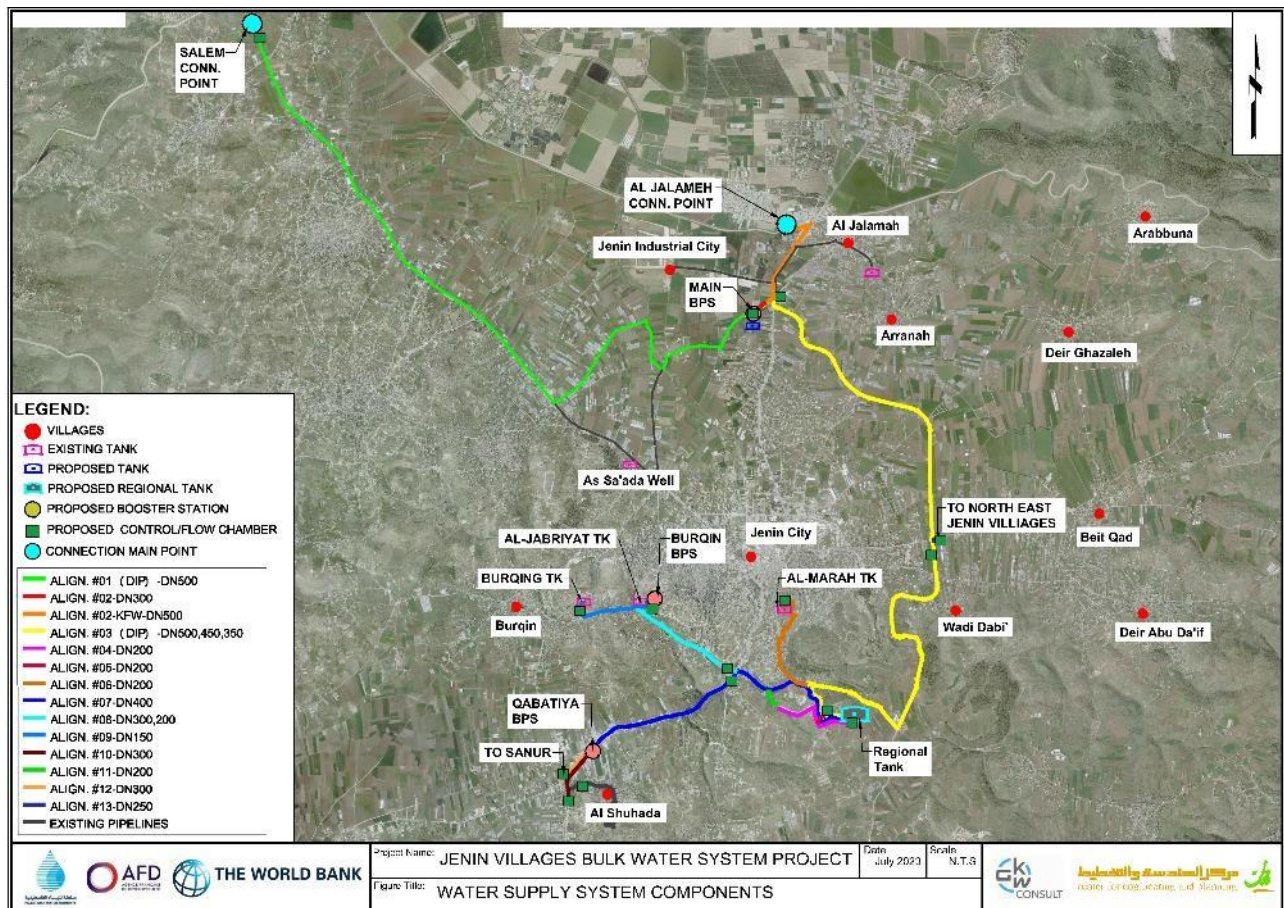 SALEM
CONN.
POINT
AL JALAMEH
CONN. POINT
Al Jalamah
Arabbuna
Jenin Industrial City
MAIN
BPS
Arranah
Deir Ghazaleh
LEGEND:
VILLAGES
EXISTING TANK
PROPOSED TANK
PROPOSED REGIONAL TANK
PROPOSED BOOSTER STATION
PROPOSED CONTROL/FLOW CHAMBER
CONNECTION MAIN POINT
ALIGN. #01 (DIP) -DN500
ALIGN. #02-DN300
ALIGN. #02-KFW-DN500
ALIGN. #03 (DIP) -DN500,450,350
ALIGN. #04-DN200
ALIGN. #05-DN200
ALIGN. #06-DN200
ALIGN. #07-DN400
ALIGN. #08-DN300,200
ALIGN. #09-DN150
ALIGN. #10-DN300
ALIGN. #11-DN200
ALIGN. #12-DN300
ALIGN. #13-DN250
EXISTING PIPELINES
As Sa'ada Well
TO NORTH EAST
JENIN VILLIAGES
Beit Qad
AL-JABRIYAT TK
BURQIN
BPS
Jenin City
BURQING TK
AL-MARAH TK
Burqin
Wadi Dabi'
Deir Abu Da'if
QABATIYA
BPS
TO SANUR
Regional
Tank
Al Shuhada
AFD
THE WORLD BANK
Project Name: JENIN VILLAGES BULK WATER SYSTEM PROJECT
Date
July 2023
Scale
N.T.S
Figure Title: WATER SUPPLY SYSTEM COMPONENTS
CONSULT
مركز الهندسة والتخطيط